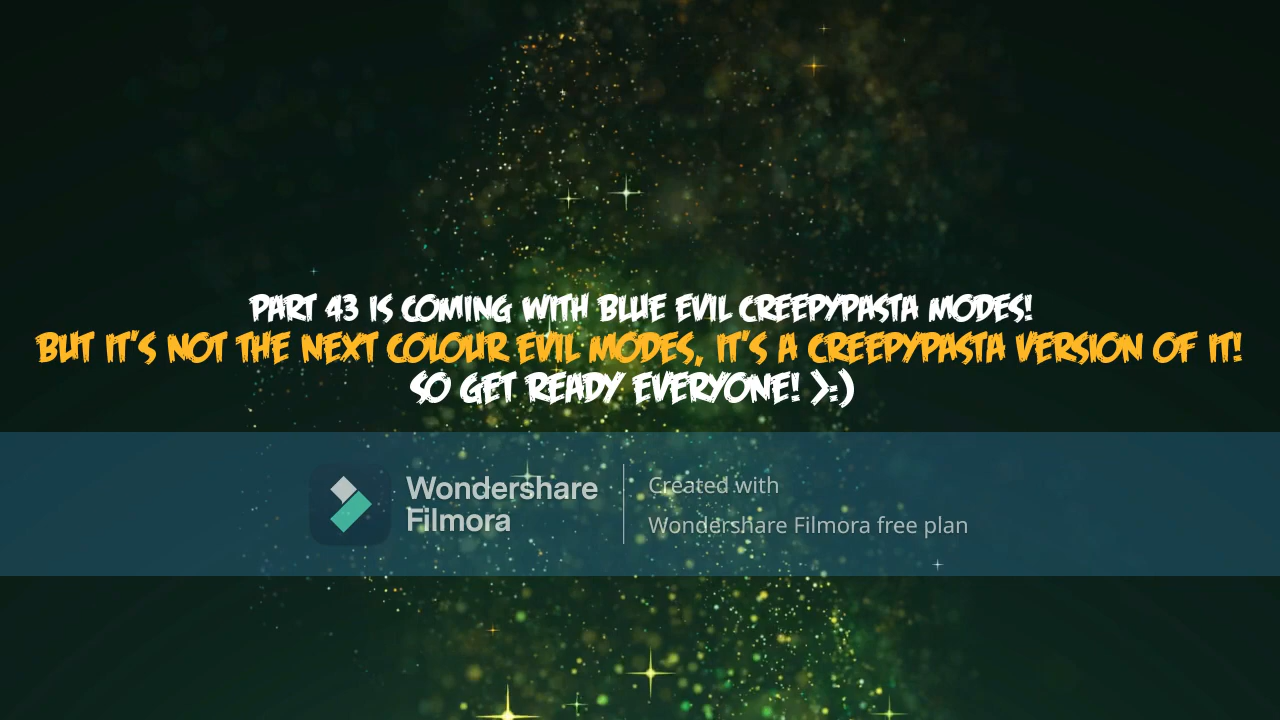 PART 43 IS COMING WITH BLUE EVIL CREEPYPASTA MODES!
BUT IT'S NOT THE NEXT COLOUR EVIL MODES, IT'S A CREEPYPASTA VERSION OF IT!
SO GET READY EVERYONE! >:)
Wondershare
Filmora
Created with
Wondershare Filmora free plan